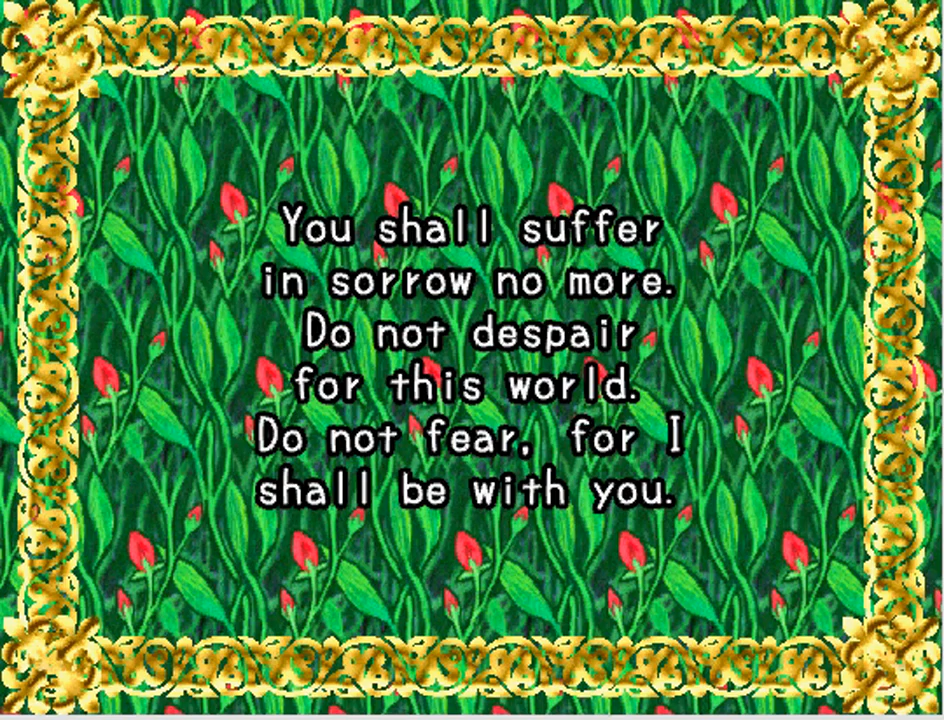 You shall suffer
in sorrow no more.
Do not despair
for this world.
Do not fear, for I
shall be with you.